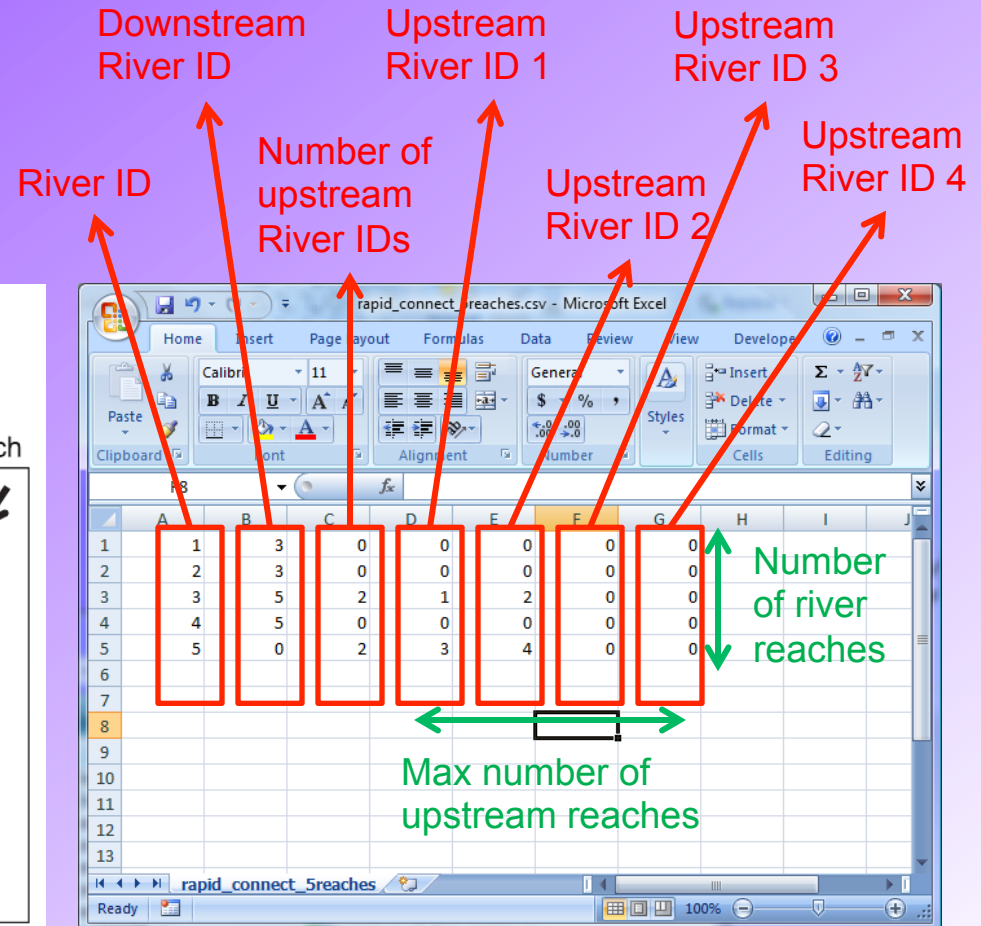 Downstream
River ID
Upstream
River ID 1
Upstream
River ID 3
Upstream
River ID 4
Number of
upstream
River IDs
River ID
Upstream
River ID 2
ch
rapid_connect_5reaches.csv - Microsoft Excel
Home Insert Page layout Formulas Data Review View Develope
Calibri 11 General Insert
B I U A A $ % , Styles Delete
Paste A .00 .00 Format
Clipboard Font Alignment Number Cells Editing
F8 fx
A B C D E F G H I J
1 1 3 0 0 0 0 0
2 2 3 0 0 0 0 0
3 3 5 2 1 2 0 0
4 4 5 0 0 0 0 0
5 5 0 2 3 4 0 0
6
7
8
9
10
11
12
13
Number
of river
reaches
Max number of
upstream reaches
rapid_connect_5reaches
Ready 100%